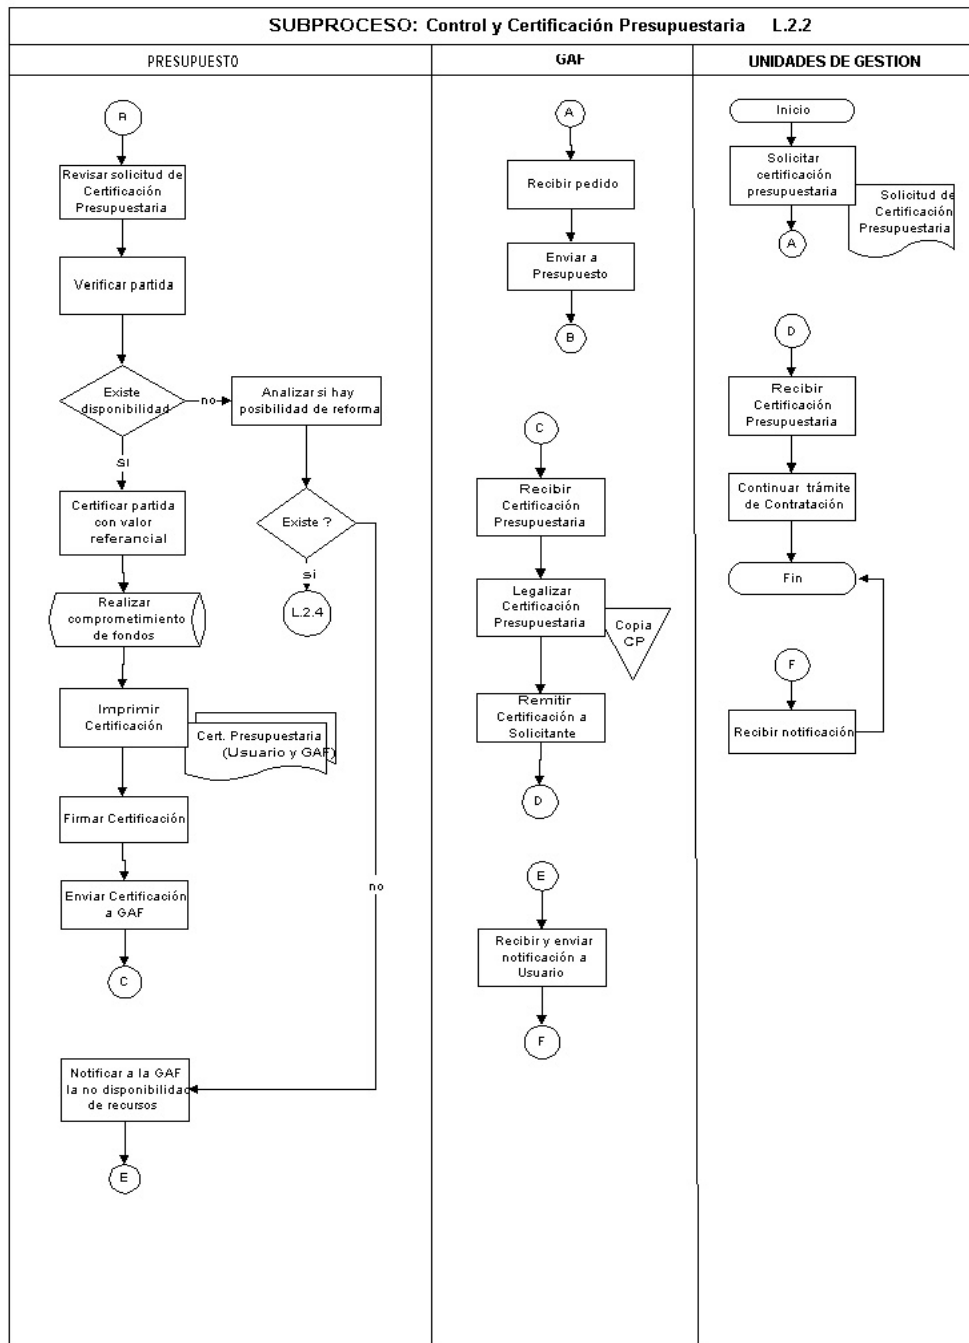 SUBPROCESO: Control y Certificación Presupuestaria L.2.2
PRESUPUESTO
GAF
UNIDADES DE GESTION
B
Revisar solicitud de
Certificación
Presupuestaria
Verificar partida
Existe
disponibilidad
no
Analizar si hay
posibilidad de reforma
SI
Certificar partida
con valor
referancial
Existe ?
si
L.2.4
Realizar
comprometimiento
de fondos
Imprimir
Certificación
Cert. Presupuestaria
(Usuario y GAF)
Firmar Certificación
Enviar Certificación
a GAF
no
C
Notificar a la GAF
la no disponibilidad
de recursos
E
A
Recibir pedido
Enviar a
Presupuesto
B
C
Recibir
Certificación
Presupuestaria
Legalizar
Certificación
Presupuestaria
Copia
CP
Remitir
Certificación a
Solicitante
D
E
Recibir y enviar
notificación a
Usuario
F
Inicio
Solicitar
certificación
presupuestaria
Solicitud de
Certificación
Presupuestaria
A
D
Recibir
Certificación
Presupuestaria
Continuar trámite
de Contratación
Fin
F
Recibir notificación